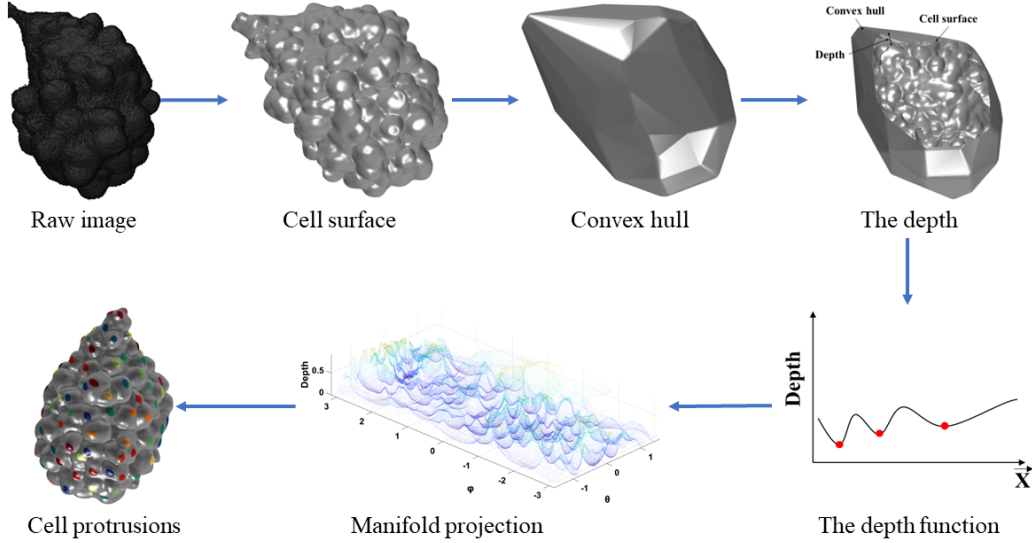 Convex hull
Cell surface
Depth
Raw image
Cell surface
Convex hull
The depth
Depth
0.5
0
3
2
1
0
-1
-2
-3
φ
-1
0
1
θ
Depth
X
Cell protrusions
Manifold projection
The depth function